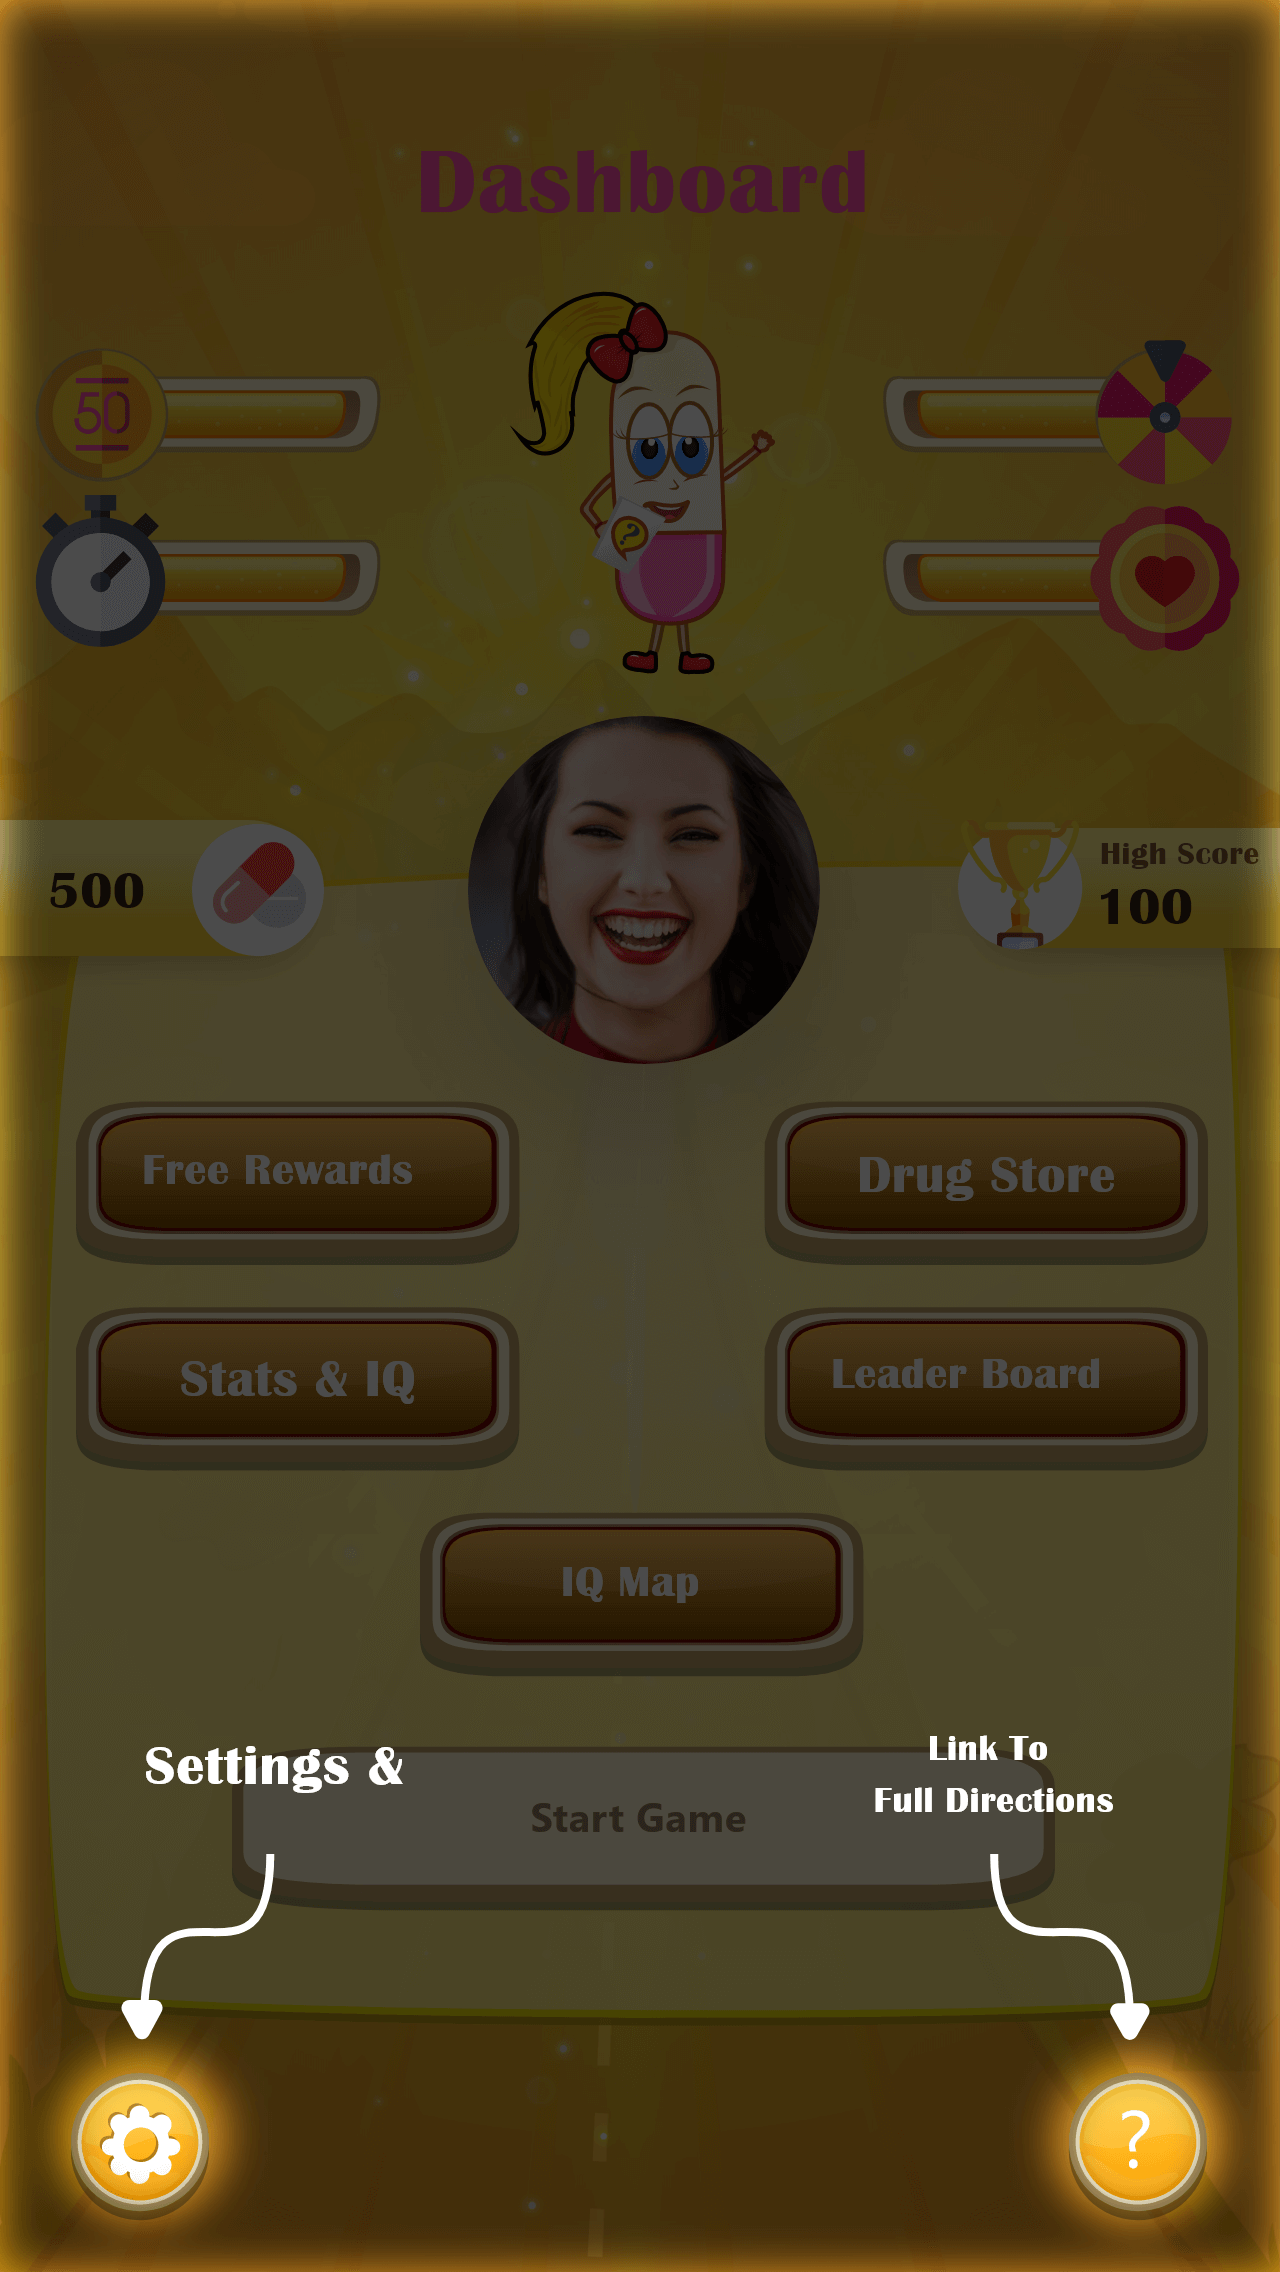 Dashboard
50
?
500
High Score
100
Free Rewards
Drug Store
Stats & IQ
Leader Board
IQ Map
Settings &
Link To
Full Directions
Start Game
?